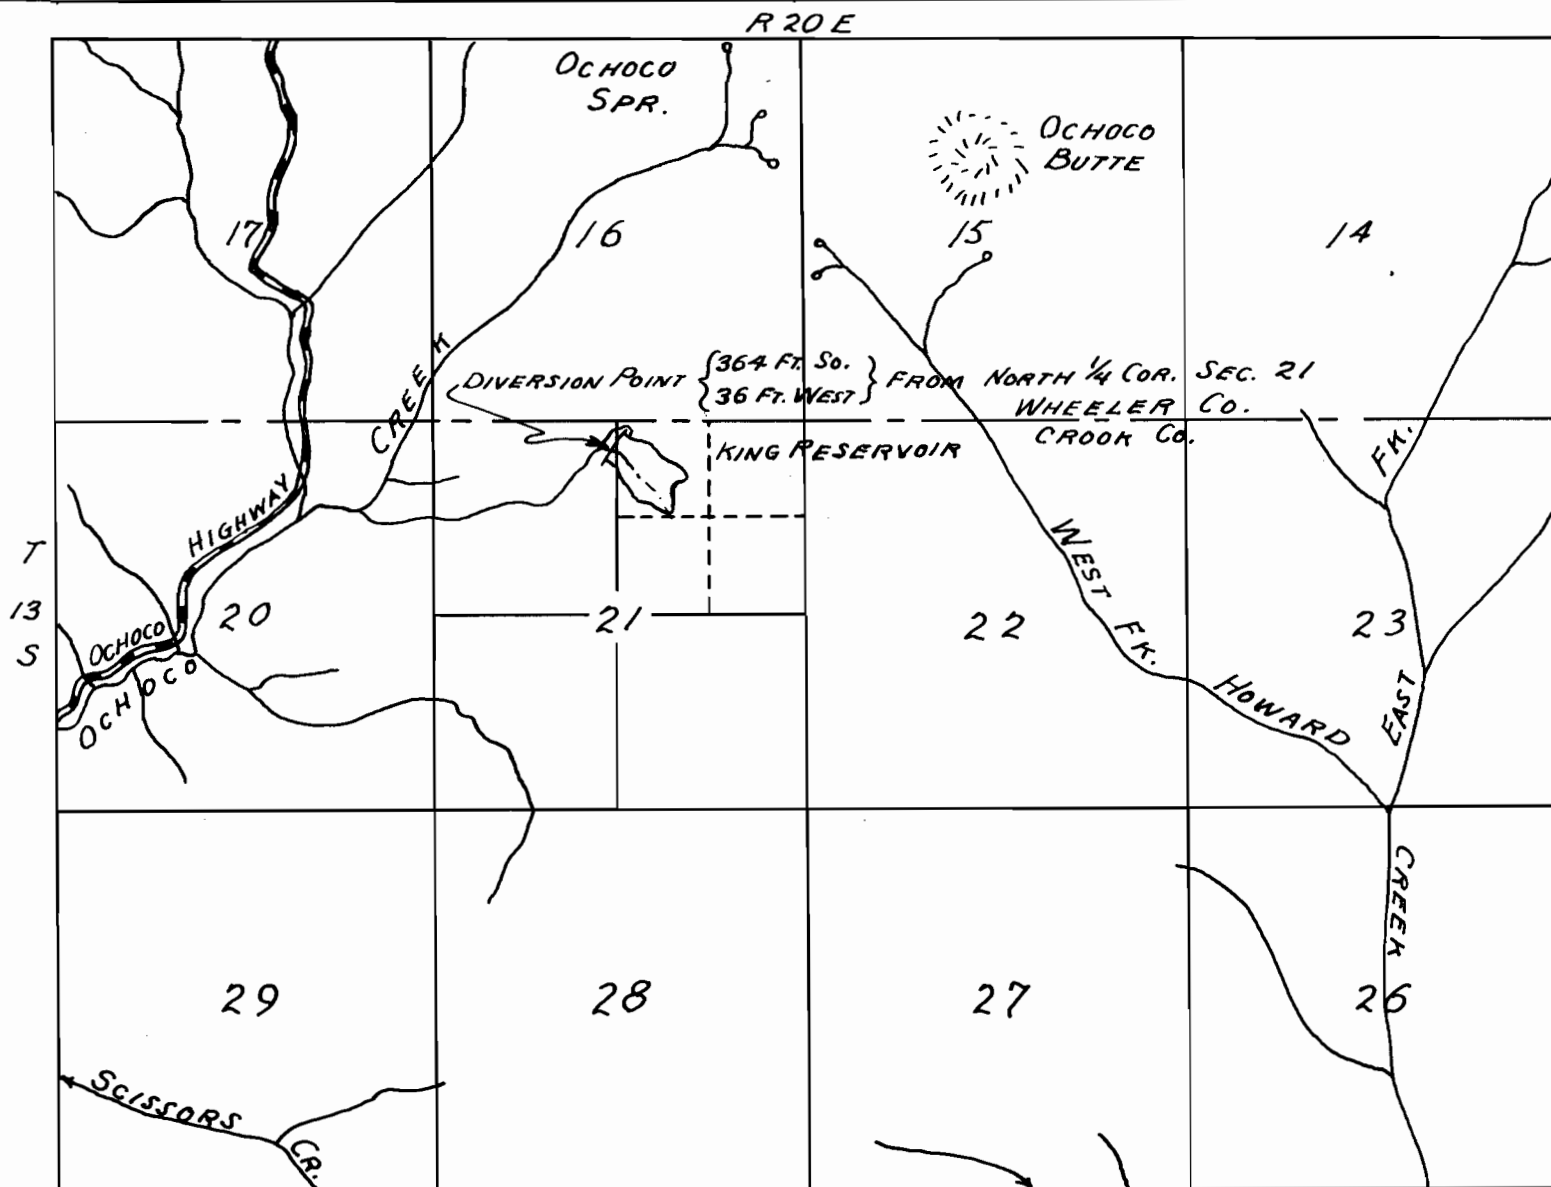 R 20 E
OCHOCO
SPR.
OCHOCO
BUTTE
17
16
15
14
DIVERSION POINT {364 FT. SO. 36 FT. WEST} FROM NORTH 1/4 COR. SEC. 21
WHEELER CO.
CROOK CO.
KING RESERVOIR
CREEK
HIGHWAY
OCHOCO
OCHOCO
T
13
S
20
21
22
23
WEST FK.
HOWARD
EAST FK.
CREEK
29
28
27
26
SCISSORS
CR.